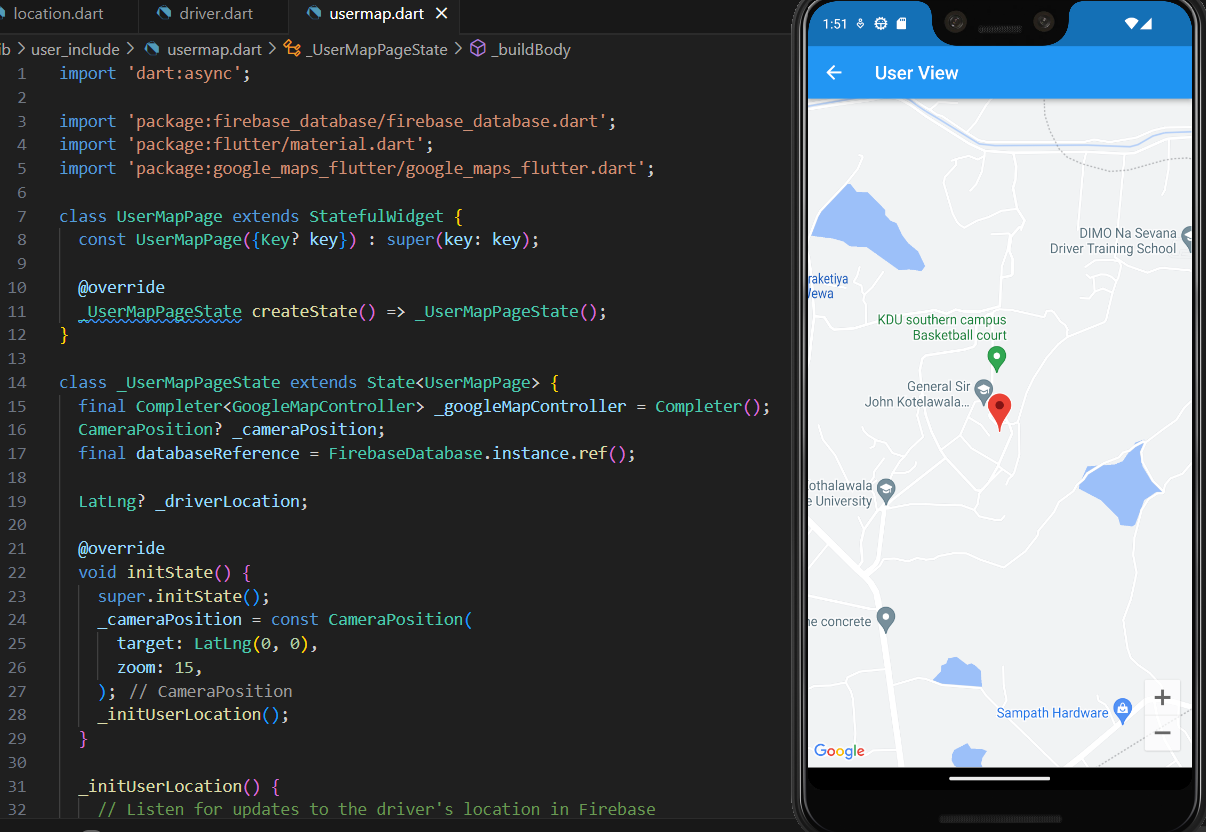 location.dart
driver.dart
usermap.dart
ib > user_include > usermap.dart > _UserMapPageState > _buildBody
1 import 'dart:async';
2
3 import 'package:firebase_database/firebase_database.dart';
4 import 'package:flutter/material.dart';
5 import 'package:google_maps_flutter/google_maps_flutter.dart';
6
7 class UserMapPage extends StatefulWidget {
8 const UserMapPage({Key? key}) : super(key: key);
9
10 @override
11 _UserMapPageState createState() => _UserMapPageState();
12 }
13
14 class _UserMapPageState extends State<UserMapPage> {
15 final Completer<GoogleMapController> _googleMapController = Completer();
16 CameraPosition? _cameraPosition;
17 final databaseReference = FirebaseDatabase.instance.ref();
18
19 LatLng? _driverLocation;
20
21 @override
22 void initState() {
23 super.initState();
24 _cameraPosition = const CameraPosition(
25 target: LatLng(0, 0),
26 zoom: 15,
27 ); // CameraPosition
28 _initUserLocation();
29 }
30
31 _initUserLocation() {
32 // Listen for updates to the driver's location in Firebase
1:51
User View
DIMO Na Sevana
Driver Training School
raketiya
Wewa
KDU southern campus
Basketball court
General Sir
John Kotelawala...
othalawala
e University
ne concrete
Sampath Hardware
+
−
Google